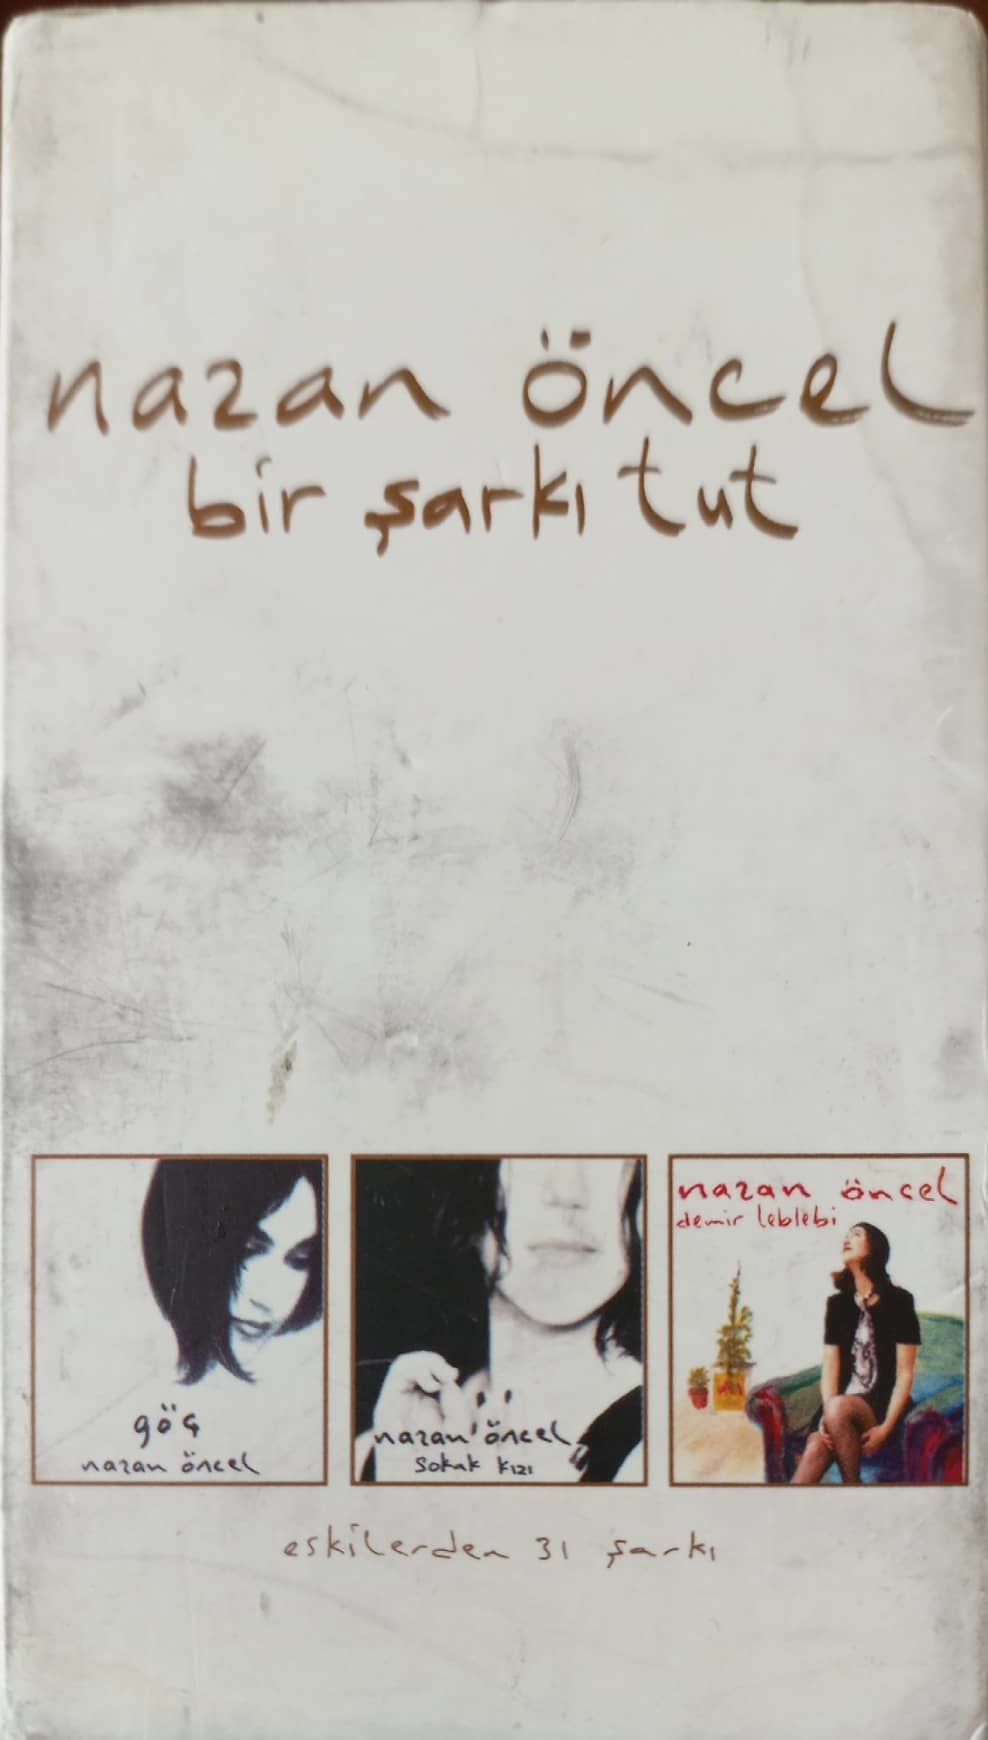 nazan öncel
bir şarkı tut
göç
nazan öncel
nazan öncel
sokak kızı
nazan öncel
demir leblebi
eskilerden 31 şarkı